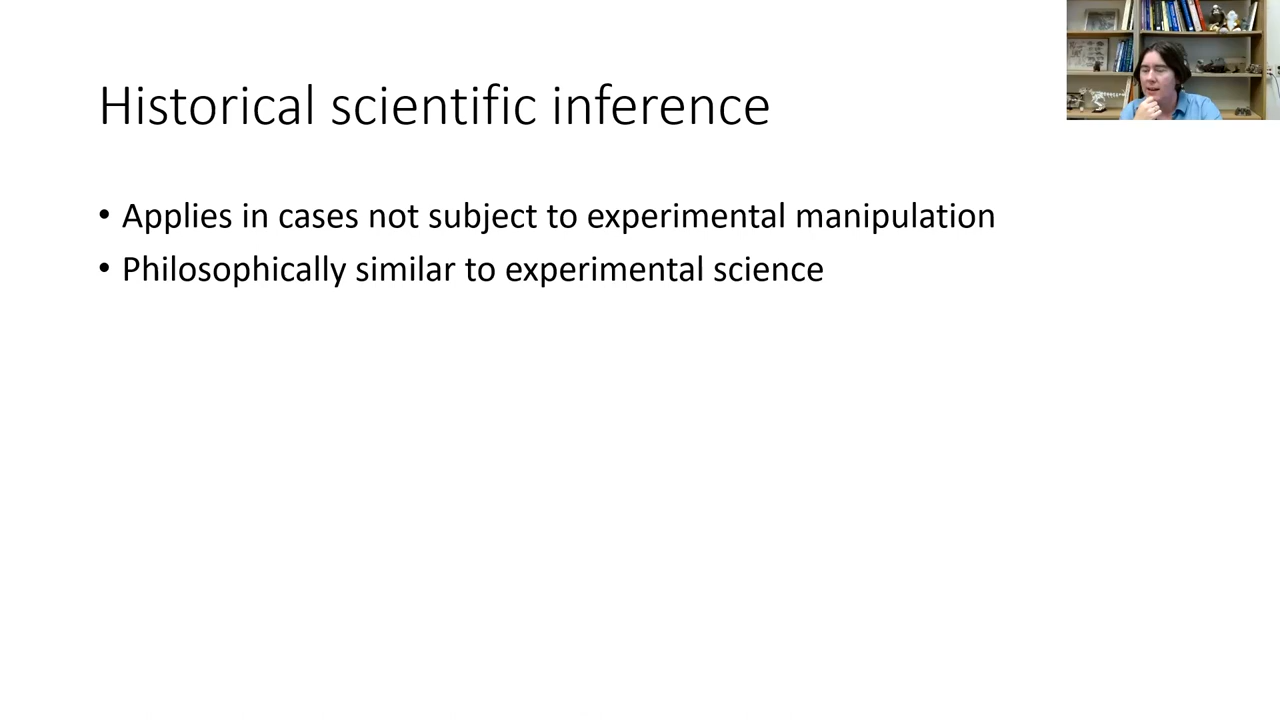 Historical scientific inference
• Applies in cases not subject to experimental manipulation
• Philosophically similar to experimental science